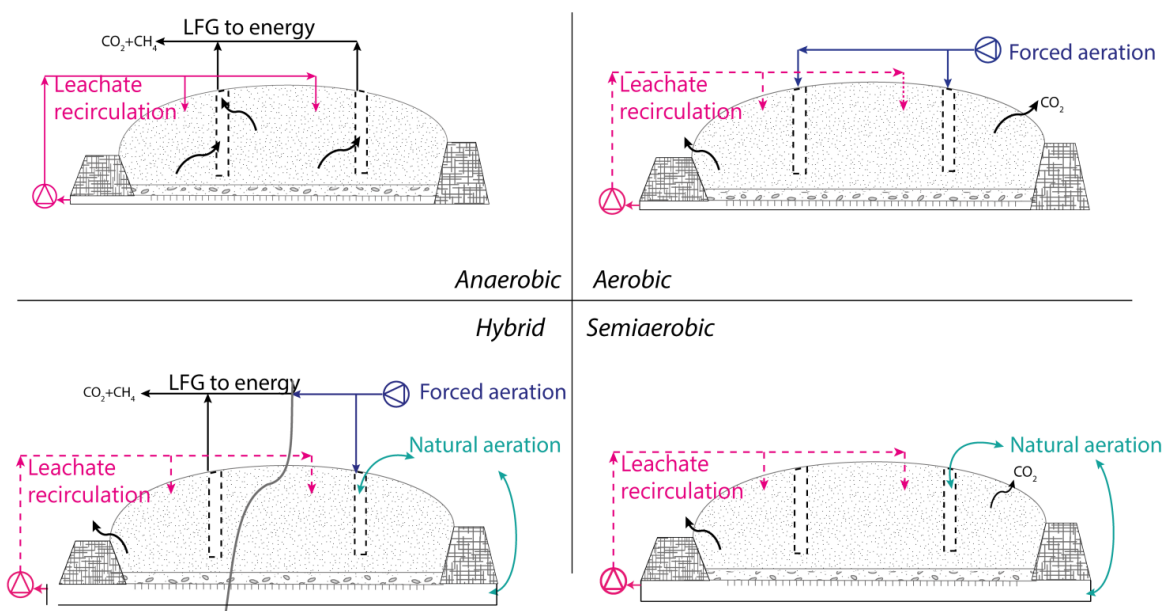 LFG to energy
CO₂+CH₄
Leachate
recirculation
Forced aeration
Leachate
recirculation
CO₂
Anaerobic
Aerobic
Hybrid
Semiaerobic
LFG to energy
CO₂+CH₄
Forced aeration
Natural aeration
Leachate
recirculation
Natural aeration
Leachate
recirculation
CO₂